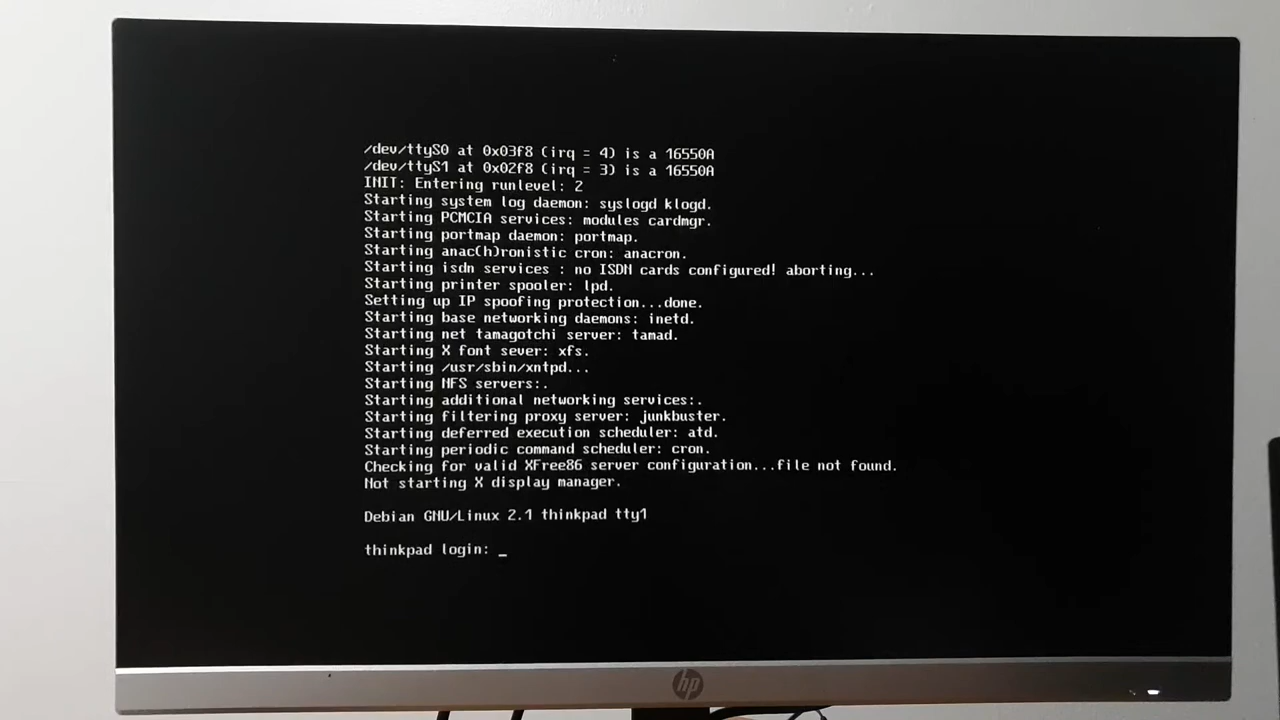 /dev/ttyS0 at 0x03f8 (irq = 4) is a 16550A
/dev/ttyS1 at 0x02f8 (irq = 3) is a 16550A
INIT: Entering runlevel: 2
Starting system log daemon: syslogd klogd.
Starting PCMCIA services: modules cardmgr.
Starting portmap daemon: portmap.
Starting anac(h)ronistic cron: anacron.
Starting isdn services : no ISDN cards configured! aborting...
Starting printer spooler: lpd.
Setting up IP spoofing protection...done.
Starting base networking daemons: inetd.
Starting net tamagotchi server: tamad.
Starting X font sever: xfs.
Starting /usr/sbin/xntpd...
Starting NFS servers:.
Starting additional networking services:.
Starting filtering proxy server: junkbuster.
Starting deferred execution scheduler: atd.
Starting periodic command scheduler: cron.
Checking for valid XFree86 server configuration...file not found.
Not starting X display manager.
Debian GNU/Linux 2.1 thinkpad tty1
thinkpad login: _
hp